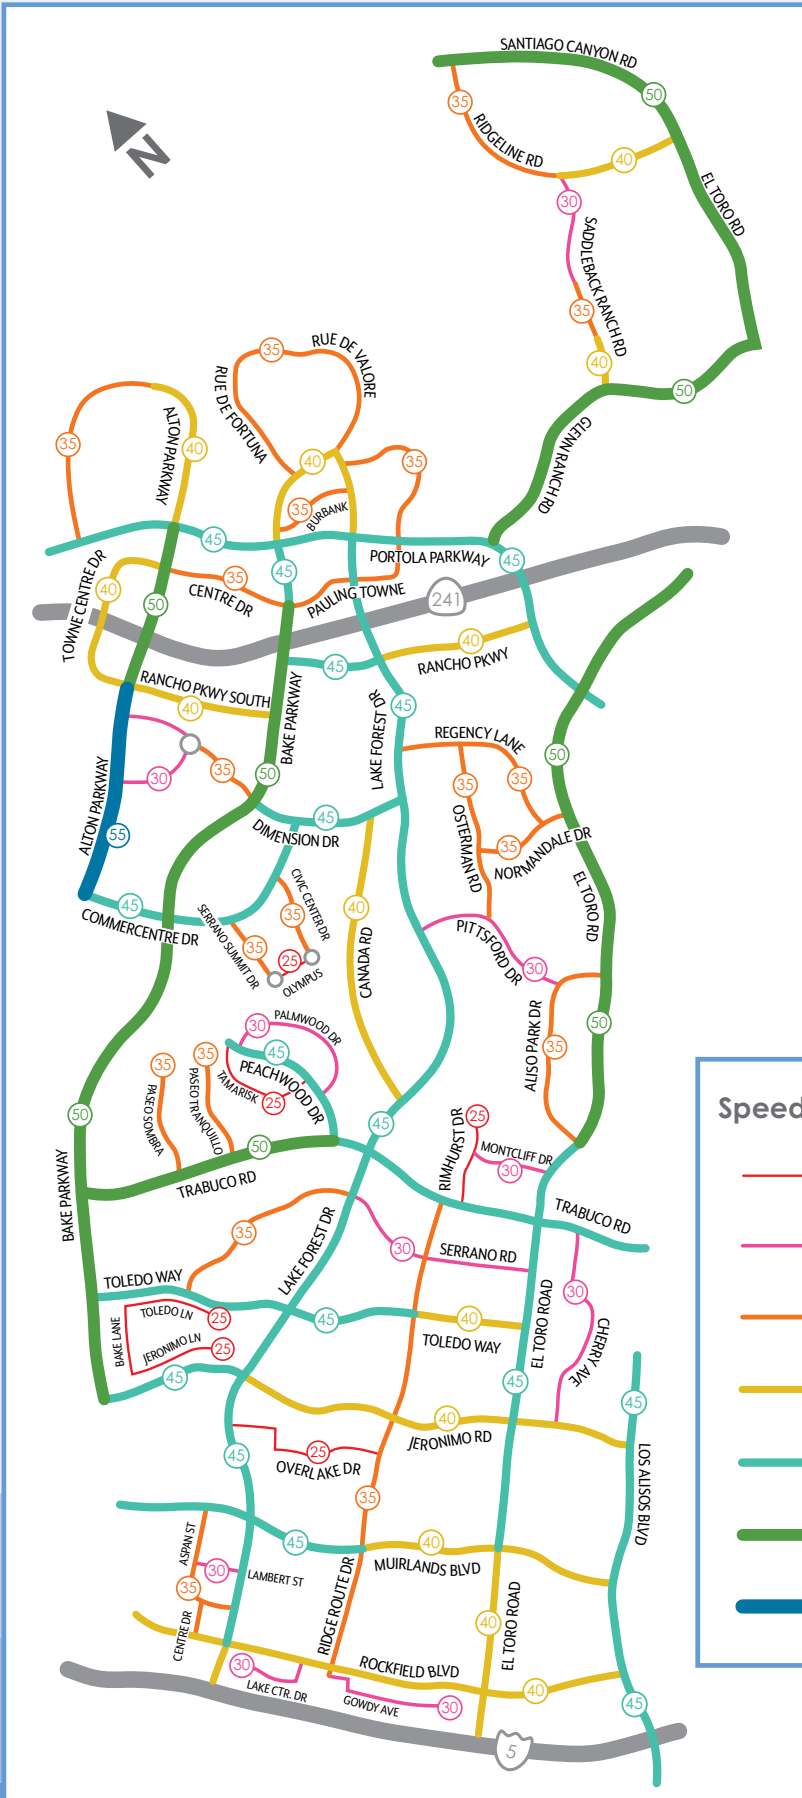 SANTIAGO CANYON RD
50
35
RIDGELINE RD
40
N
30
EL TORO RD
SADDLEBACK RANCH RD
35
40
50
GLENN RANCH RD
35
RUE DE VALORE
RUE DE FORTUNA
ALTON PARKWAY
35
40
40
35
35
BURBANK
45
PORTOLA PARKWAY
45
TOWNE CENTRE DR
40
35
CENTRE DR
45
PAULING TOWNE
241
50
40
RANCHO PKWY
45
RANCHO PKWY SOUTH
40
BAKE PARKWAY
LAKE FOREST DR
45
REGENCY LANE
50
30
35
50
35
35
ALTON PARKWAY
55
45
DIMENSION DR
OSTERMAN RD
35
NORMANDALE DR
45
COMMERCENTRE DR
SERRANO SUMMIT DR
35
CIVIC CENTER DR
35
25
OLYMPUS
40
CANADA RD
EL TORO RD
PITTSFORD DR
30
30
PALMWOOD DR
45
PEACHWOOD DR
TAMARISK
25
35
PASEO SOMBRA
35
PASEO TRANQUILLO
ALISO PARK DR
35
50
50
45
50
TRABUCO RD
RIMHURST DR
25
MONTCLIFF DR
30
Speed
BAKE PARKWAY
35
LAKE FOREST DR
30
SERRANO RD
TRABUCO RD
TOLEDO WAY
TOLEDO LN
25
BAKE LANE
JERONIMO LN
25
45
45
40
TOLEDO WAY
EL TORO ROAD
30
CHERRY AVE
45
45
40
JERONIMO RD
45
25
OVERLAKE DR
LOS ALISOS BLVD
35
ASPAN ST
30
LAMBERT ST
35
CENTRE DR
45
40
MUIRLANDS BLVD
RIDGE ROUTE DR
40
EL TORO ROAD
30
LAKE CTR. DR
ROCKFIELD BLVD
GOWDY AVE
30
40
45
5